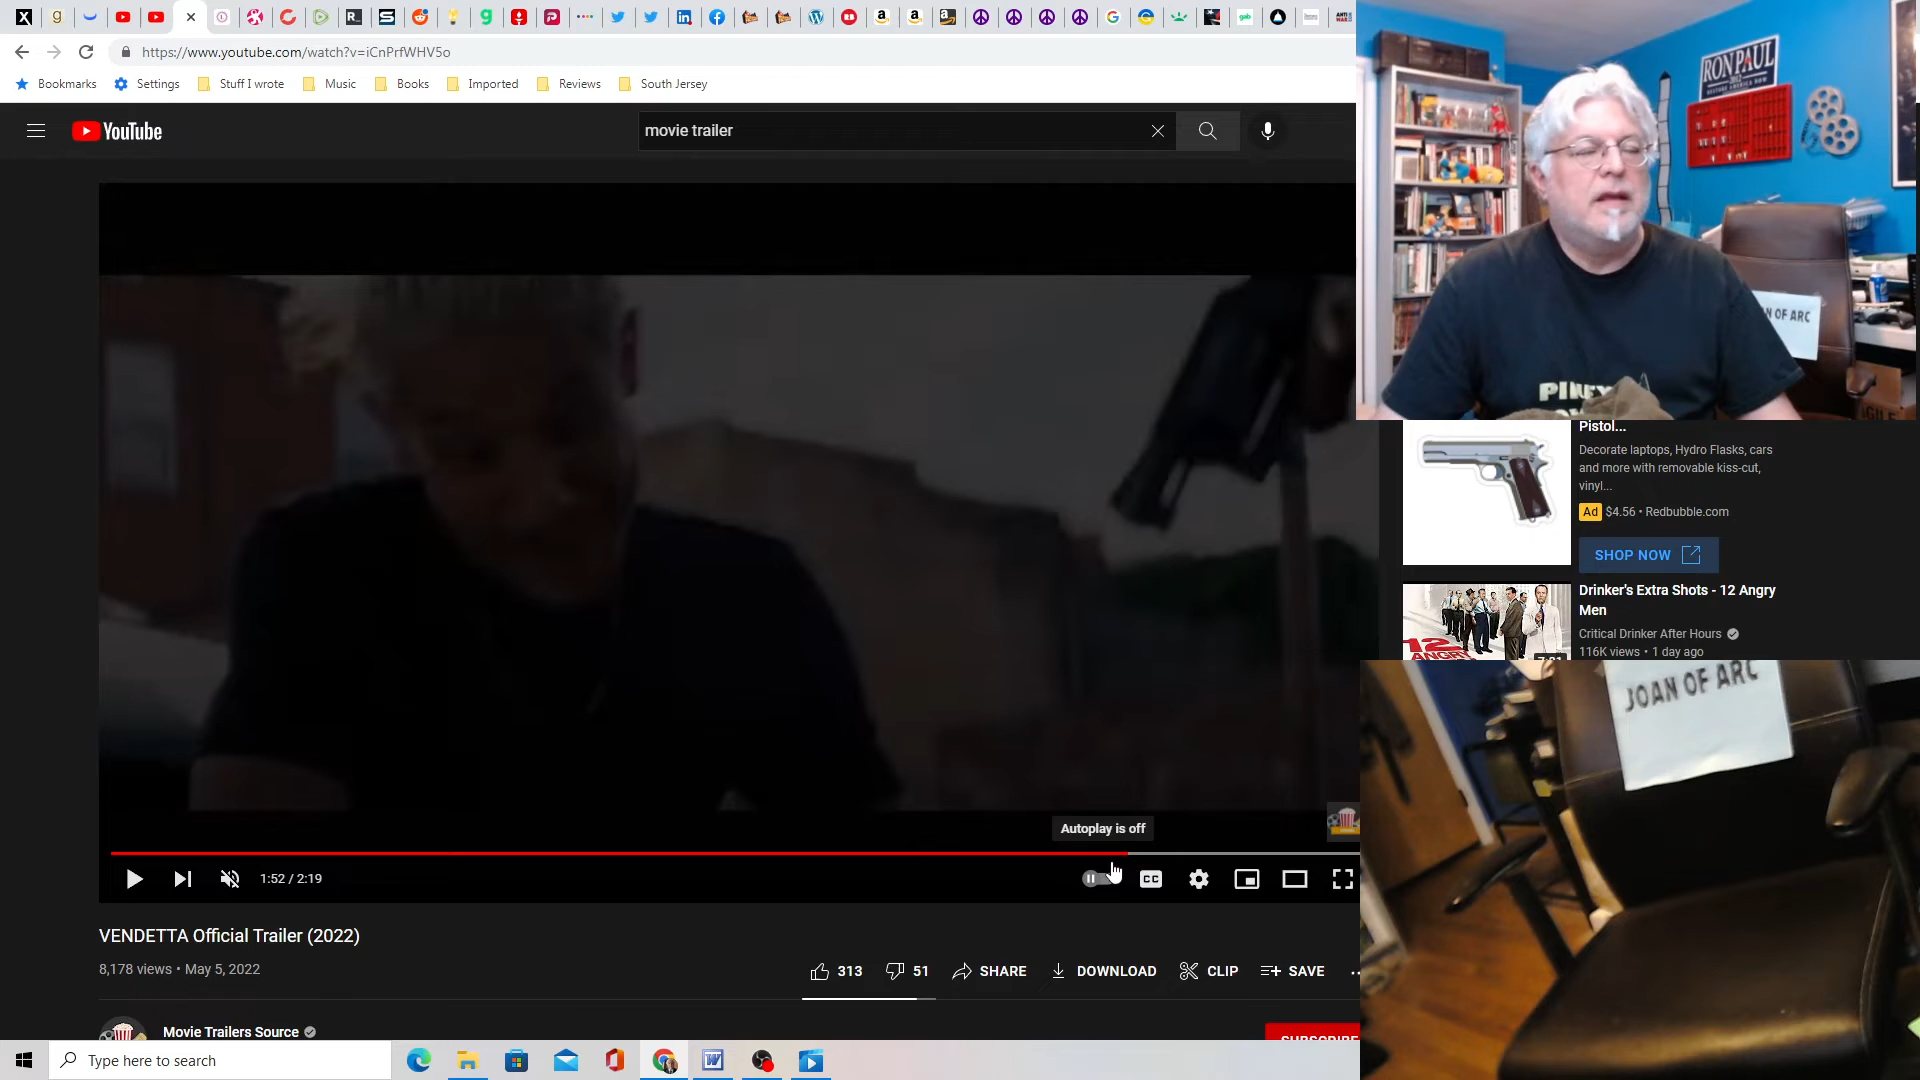 https://www.youtube.com/watch?v=iCnPrfWHV5o
Bookmarks
Settings
Stuff I wrote
Music
Books
Imported
Reviews
South Jersey
YouTube
movie trailer
RON PAUL
2012
JOAN OF ARC
Pistol...
Decorate laptops, Hydro Flasks, cars
and more with removable kiss-cut,
vinyl...
Ad $4.56 • Redbubble.com
SHOP NOW
Drinker's Extra Shots - 12 Angry
Men
Critical Drinker After Hours
116K views • 1 day ago
12
ANGRY
Autoplay is off
1:52 / 2:19
CC
VENDETTA Official Trailer (2022)
8,178 views • May 5, 2022
313
51
SHARE
DOWNLOAD
CLIP
SAVE
Movie Trailers Source
Type here to search